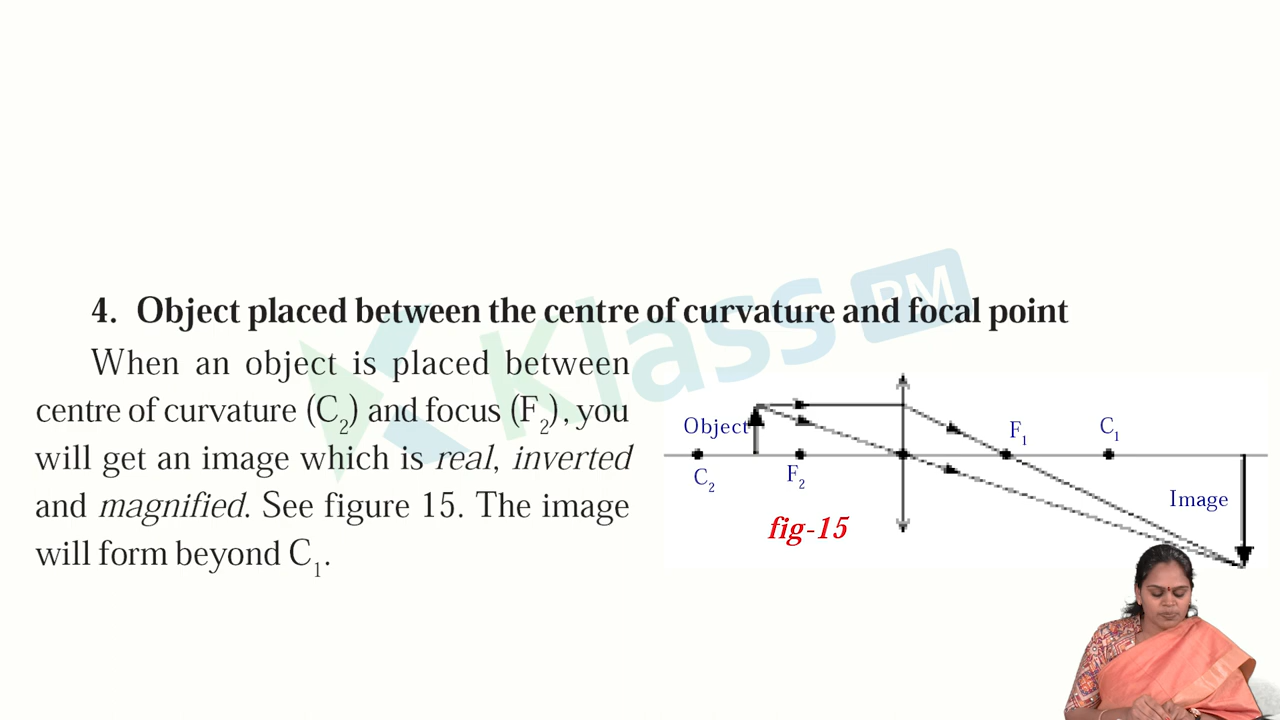 Klass PM
4. Object placed between the centre of curvature and focal point
When an object is placed between
centre of curvature (C₂) and focus (F₂), you
will get an image which is real, inverted
and magnified. See figure 15. The image
will form beyond C₁.
Object
F₁
C₁
C₂
F₂
Image
fig-15